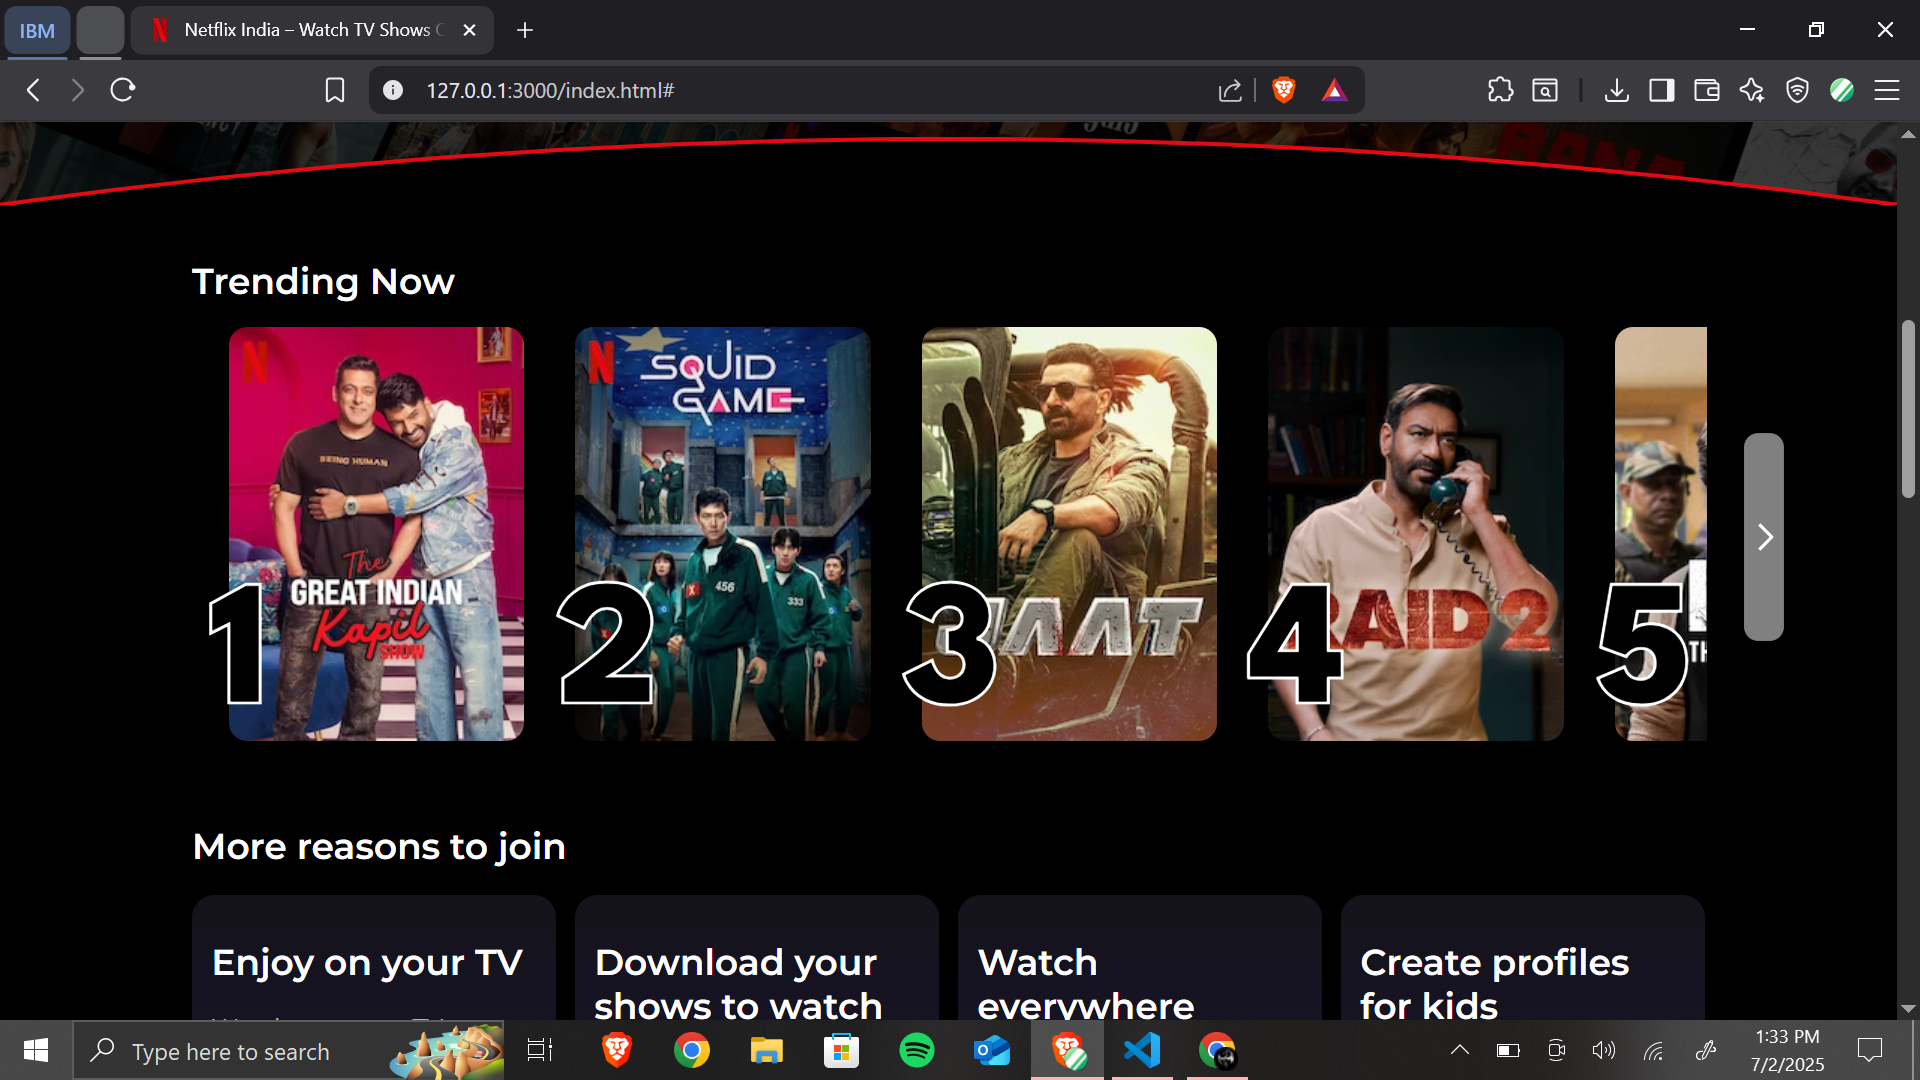 IBM
Netflix India – Watch TV Shows
127.0.0.1:3000/index.html#
Trending Now
N
BEING HUMAN
The
GREAT INDIAN
Kapil
SHOW
1
N
SQUID
GAME
456
333
2
3
4
RAID 2
5
More reasons to join
Enjoy on your TV
Download your
shows to watch
Watch
everywhere
Create profiles
for kids
Type here to search
1:33 PM
7/2/2025